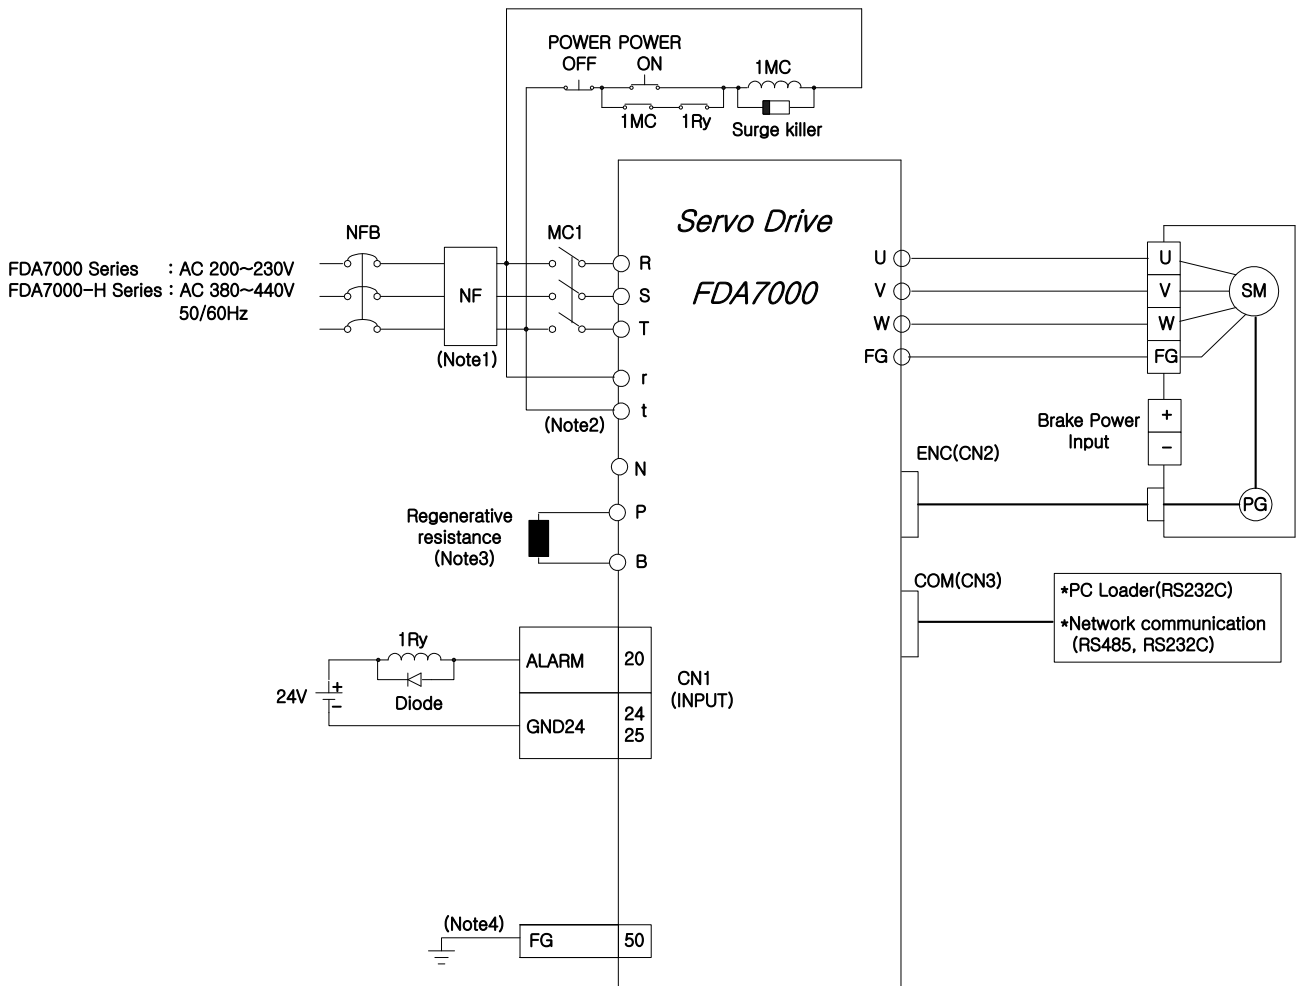 POWER POWER
OFF ON
1MC
1MC 1Ry
Surge killer
Servo Drive
FDA7000
NFB
MC1
FDA7000 Series : AC 200~230V
FDA7000-H Series : AC 380~440V
50/60Hz
NF
(Note1)
R
S
T
r
t
(Note2)
N
P
B
Regenerative
resistance
(Note3)
U
V
W
FG
U
V
W
FG
SM
Brake Power
Input
+
−
ENC(CN2)
PG
COM(CN3)
*PC Loader(RS232C)
*Network communication
(RS485, RS232C)
1Ry
Diode
24V
+
−
ALARM 20
GND24 24
25
CN1
(INPUT)
(Note4)
FG 50